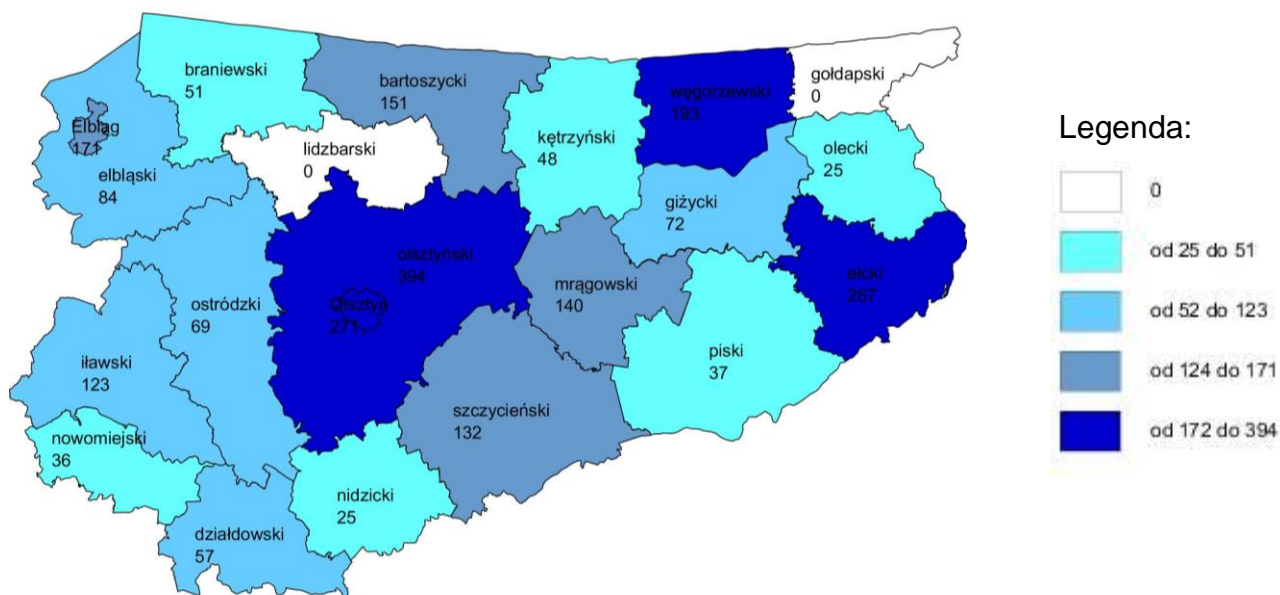 braniewski
51
bartoszycki
151
gołdapski
0
węgorzewski
193
Elbląg
171
lidzbarski
0
kętrzyński
48
olecki
25
elbląski
84
giżycki
72
olsztyński
394
mrągowski
140
ełcki
267
ostródzki
69
Olsztyn
271
iławski
123
piski
37
szczycieński
132
nowomiejski
36
nidzicki
25
działdowski
57
Legenda:
0
od 25 do 51
od 52 do 123
od 124 do 171
od 172 do 394